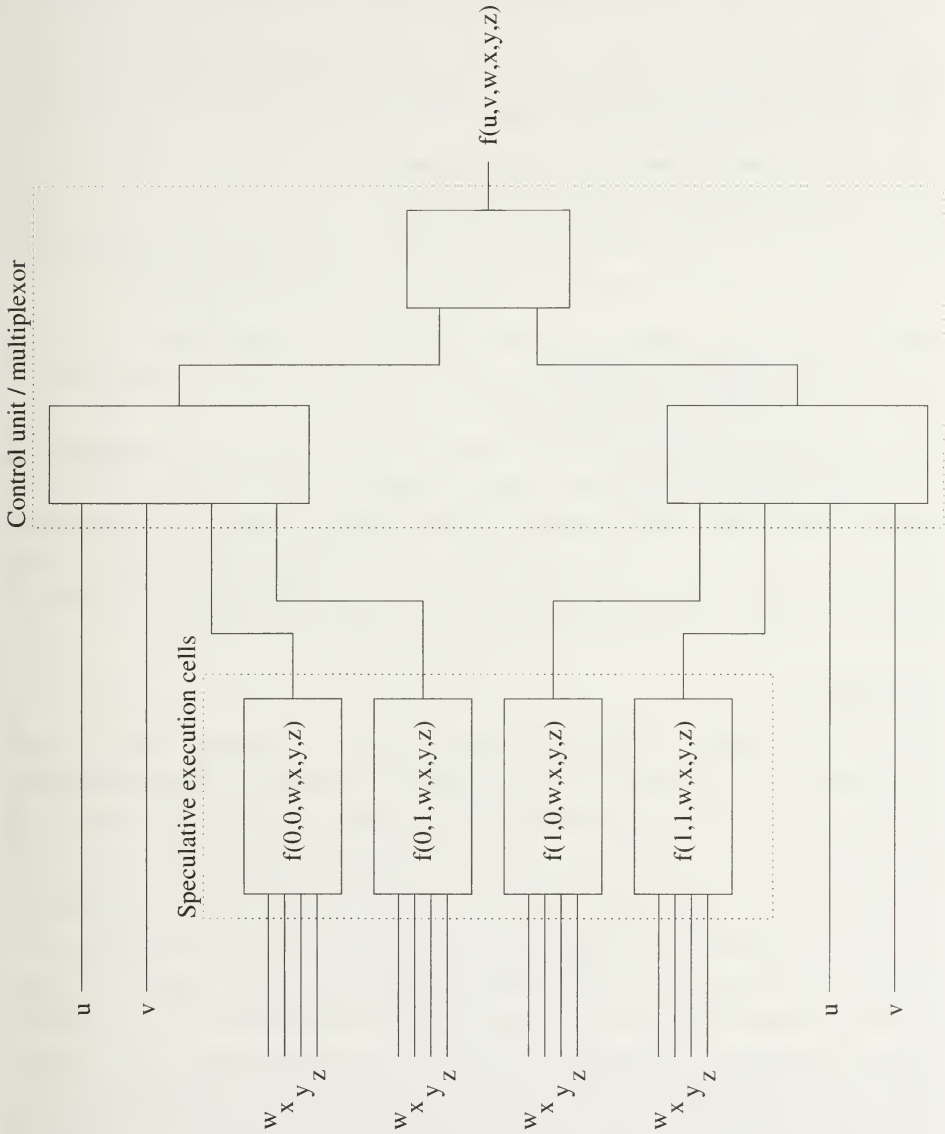 Control unit / multiplexor
Speculative execution cells
u
v
w x y z
f(0,0,w,x,y,z)
w x y z
f(0,1,w,x,y,z)
w x y z
f(1,0,w,x,y,z)
w x y z
f(1,1,w,x,y,z)
u
v
f(u,v,w,x,y,z)